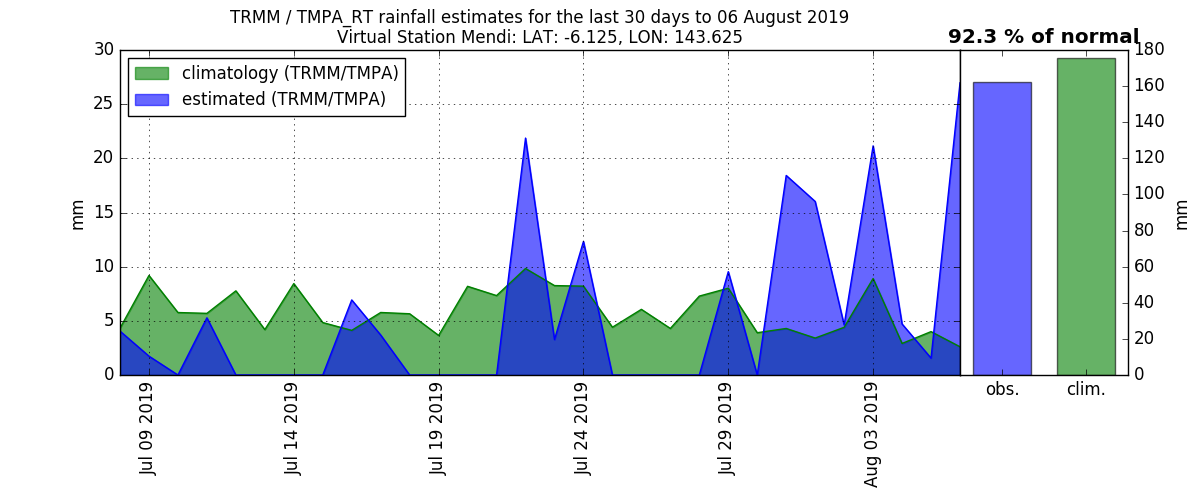 TRMM / TMPA_RT rainfall estimates for the last 30 days to 06 August 2019
Virtual Station Mendi: LAT: -6.125, LON: 143.625
92.3 % of normal
climatology (TRMM/TMPA)
estimated (TRMM/TMPA)
30
25
20
15
10
5
0
mm
Jul 09 2019
Jul 14 2019
Jul 19 2019
Jul 24 2019
Jul 29 2019
Aug 03 2019
obs.
clim.
180
160
140
120
100
80
60
40
20
0
mm